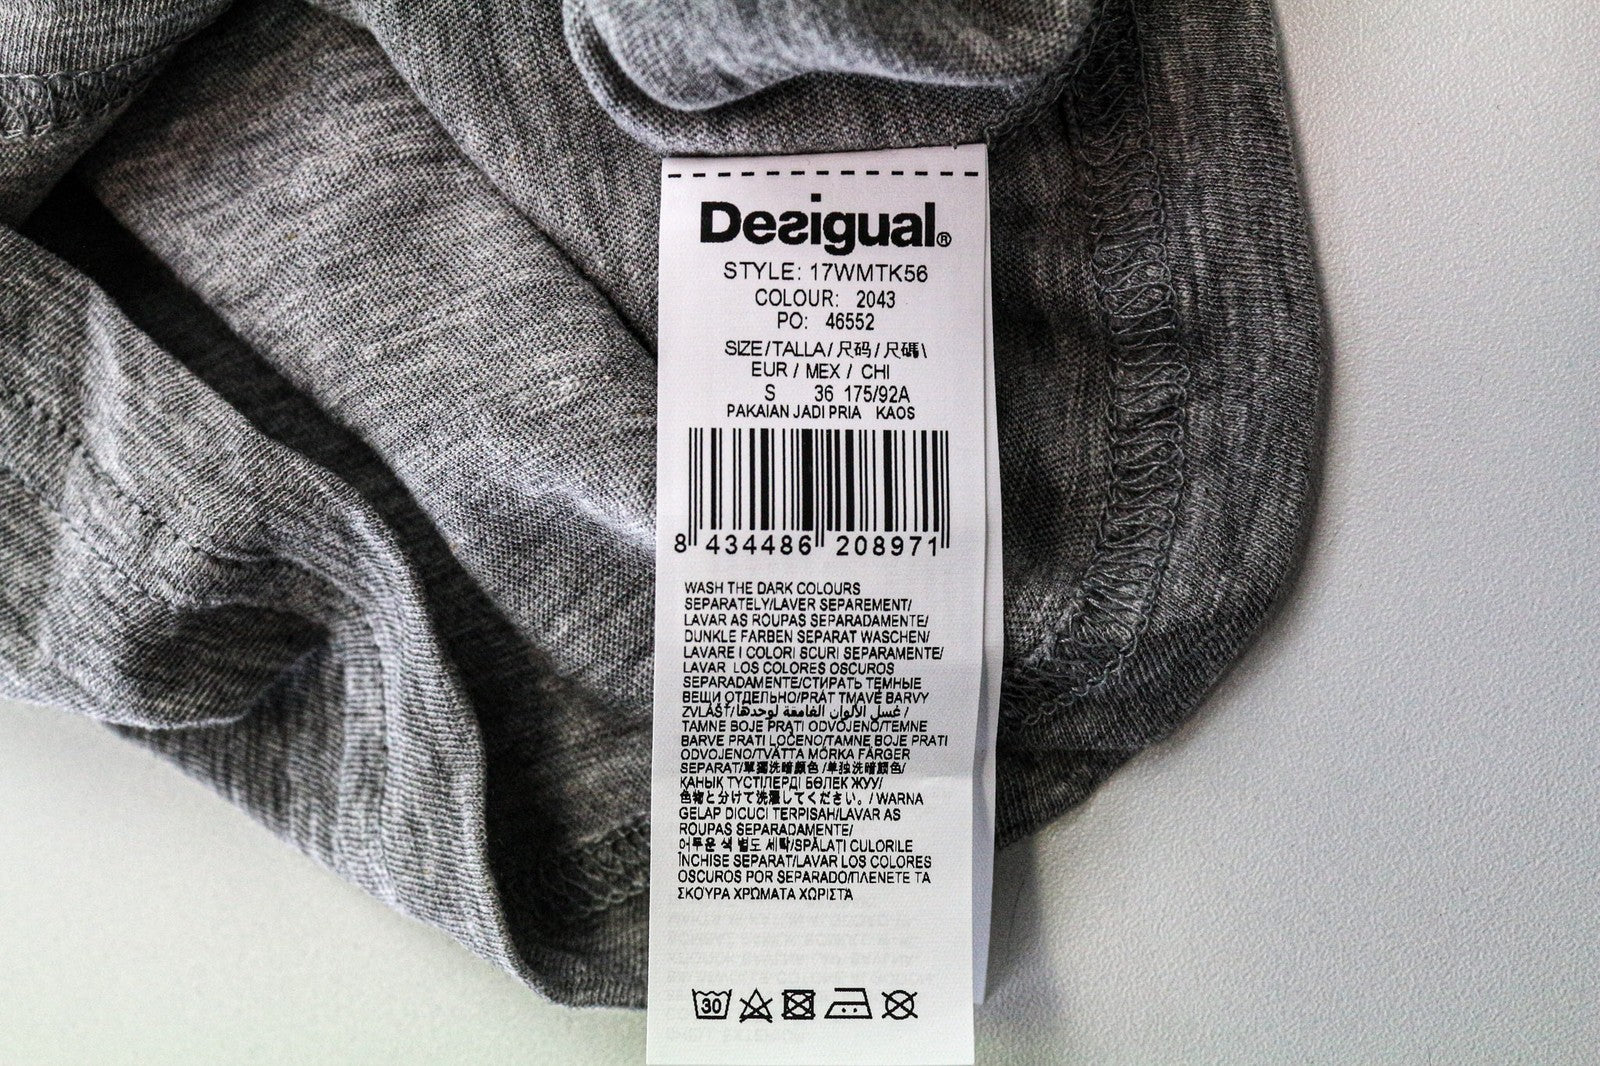 Desigual®
STYLE: 17WMTK56
COLOUR: 2043
PO: 46552
SIZE/TALLA/尺码/尺碼\
EUR / MEX / CHI
S 36 175/92A
PAKAIAN JADI PRIA KAOS
8 434486 208971
WASH THE DARK COLOURS
SEPARATELY/LAVER SEPAREMENT/
LAVAR AS ROUPAS SEPARADAMENTE/
DUNKLE FARBEN SEPARAT WASCHEN/
LAVARE I COLORI SCURI SEPARAMENTE/
LAVAR LOS COLORES OSCUROS
SEPARADAMENTE/СТИРАТЬ ТЕМНЫЕ
ВЕЩИ ОТДЕЛЬНО/PRÁT TMAVÉ BARVY
ZVLÁŠŤ/غسل الألوان الغامقة لوحدها/
TAMNE BOJE PRATI ODVOJENO/TEMNE
BARVE PRATI LOČENO/TAMNE BOJE PRATI
ODVOJENO/TVÄTTA MÖRKA FÄRGER
SEPARAT/單獨洗暗顏色/单独洗暗颜色/
ҚАНЫҚ ТҮСТІЛЕРДІ БӨЛЕК ЖУУ/
色物と分けて洗濯してください。/WARNA
GELAP DICUCI TERPISAH/LAVAR AS
ROUPAS SEPARADAMENTE/
어두운 색 별도 세탁/SPĂLAȚI CULORILE
ÎNCHISE SEPARAT/LAVAR LOS COLORES
OSCUROS POR SEPARADO/ΠΛΕΝΕΤΕ ΤΑ
ΣΚΟΥΡΑ ΧΡΩΜΑΤΑ ΧΩΡΙΣΤΑ
30